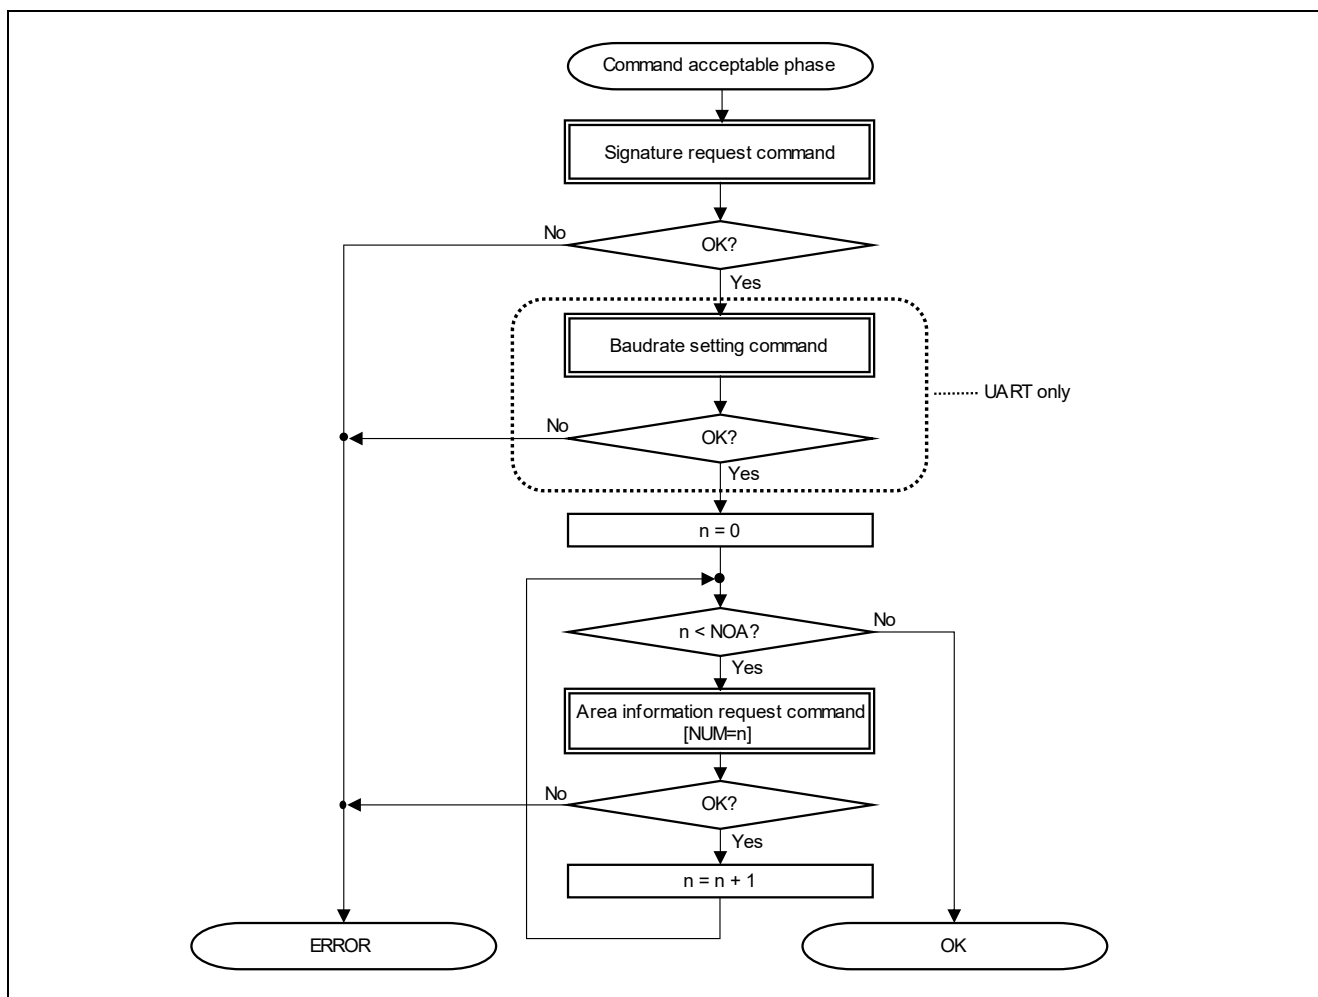 Command acceptable phase
Signature request command
No
OK?
Yes
Baudrate setting command
UART only
No
OK?
Yes
n = 0
n < NOA?
No
Yes
Area information request command
[NUM=n]
No
OK?
Yes
n = n + 1
ERROR
OK